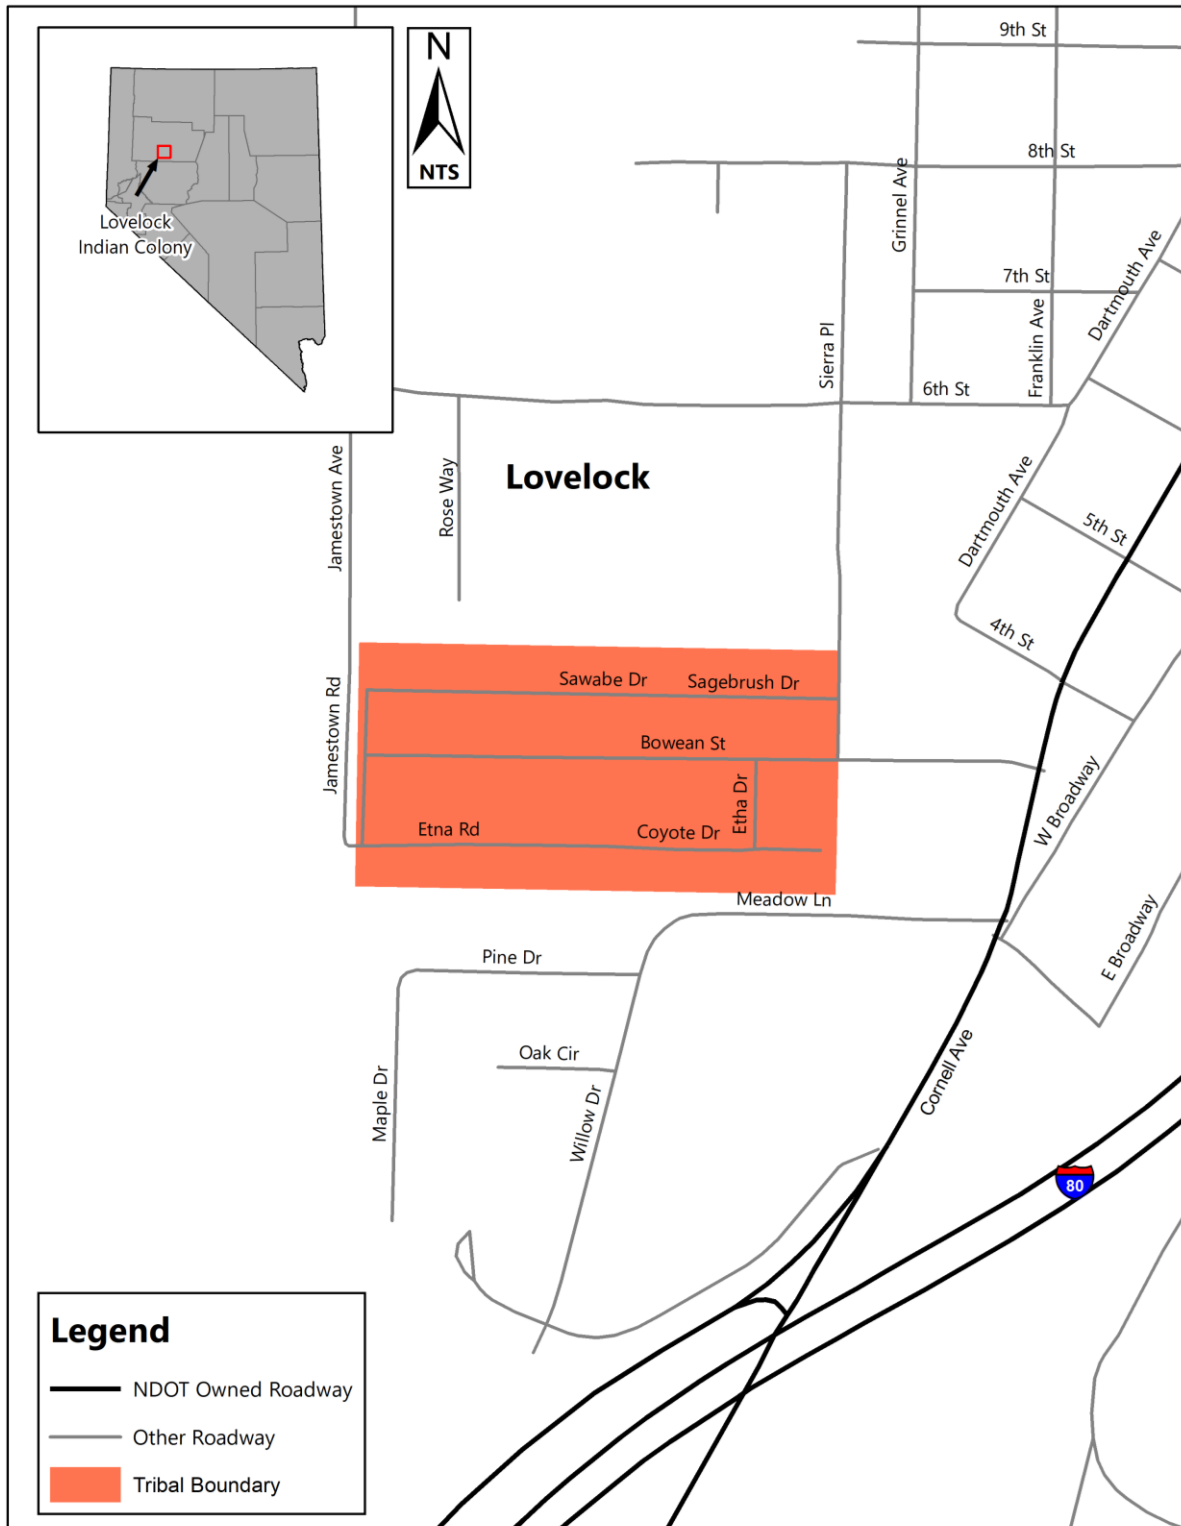 N
NTS
Lovelock
Indian Colony
9th St
8th St
Grinnel Ave
7th St
Dartmouth Ave
Franklin Ave
Sierra Pl
6th St
Jamestown Ave
Rose Way
Lovelock
Dartmouth Ave
5th St
4th St
Jamestown Rd
Sawabe Dr
Sagebrush Dr
Bowean St
Etha Dr
W Broadway
Etna Rd
Coyote Dr
Meadow Ln
E Broadway
Pine Dr
Oak Cir
Maple Dr
Willow Dr
Cornell Ave
80
Legend
NDOT Owned Roadway
Other Roadway
Tribal Boundary